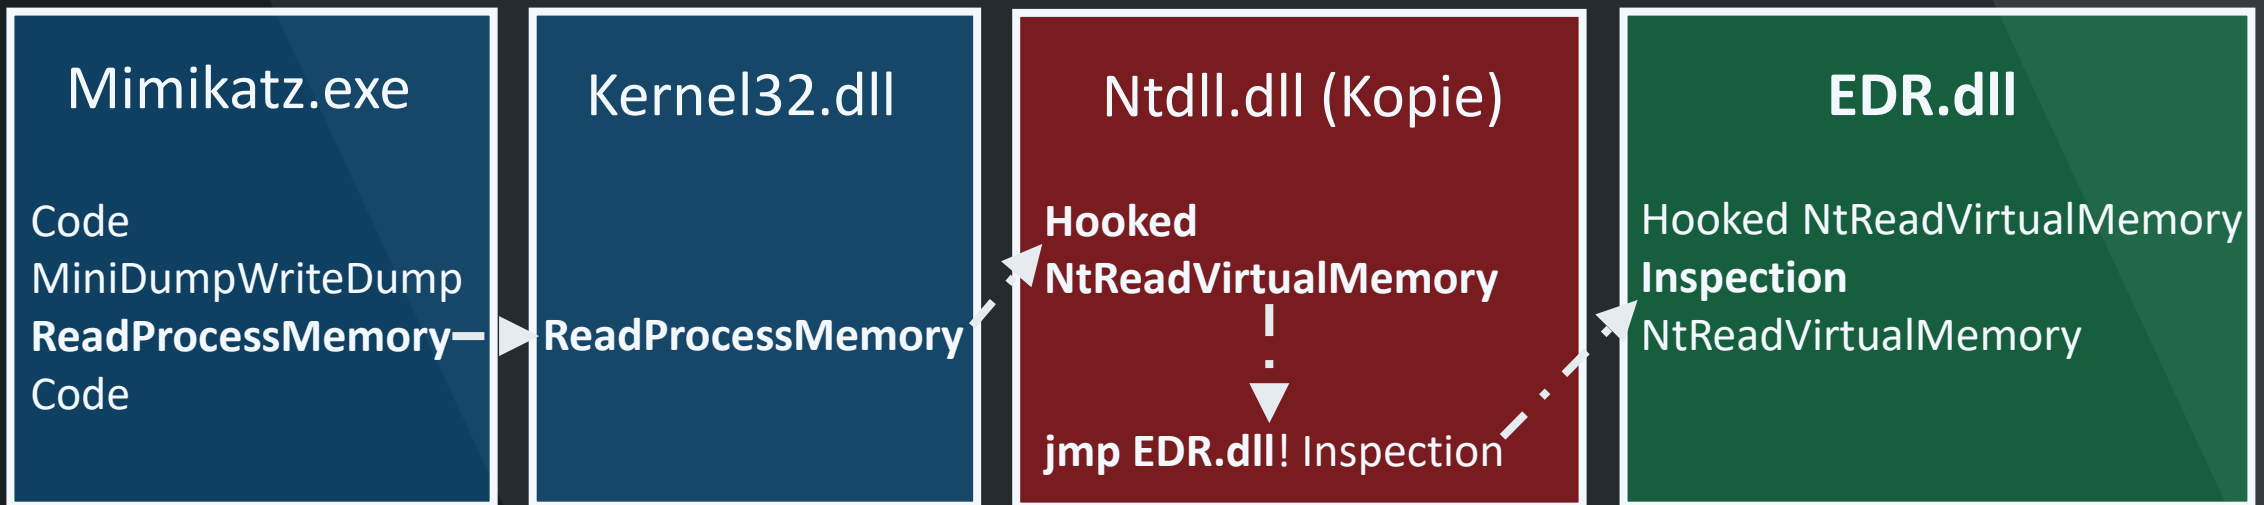 Mimikatz.exe
Code
MiniDumpWriteDump
ReadProcessMemory
Code
Kernel32.dll
ReadProcessMemory
Ntdll.dll (Kopie)
Hooked
NtReadVirtualMemory
jmp EDR.dll! Inspection
EDR.dll
Hooked NtReadVirtualMemory
Inspection
NtReadVirtualMemory